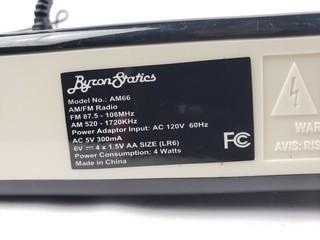 ByronStatics
Model No.: AM66
AM/FM Radio
FM 87.5 - 108MHz
AM 520 - 1720KHz
Power Adaptor Input: AC 120V 60Hz
AC 5V 300mA
6V ⎓ 4 x 1.5V AA SIZE (LR6)
Power Consumption: 4 Watts
Made in China
FC
WAR
AVIS: RIS